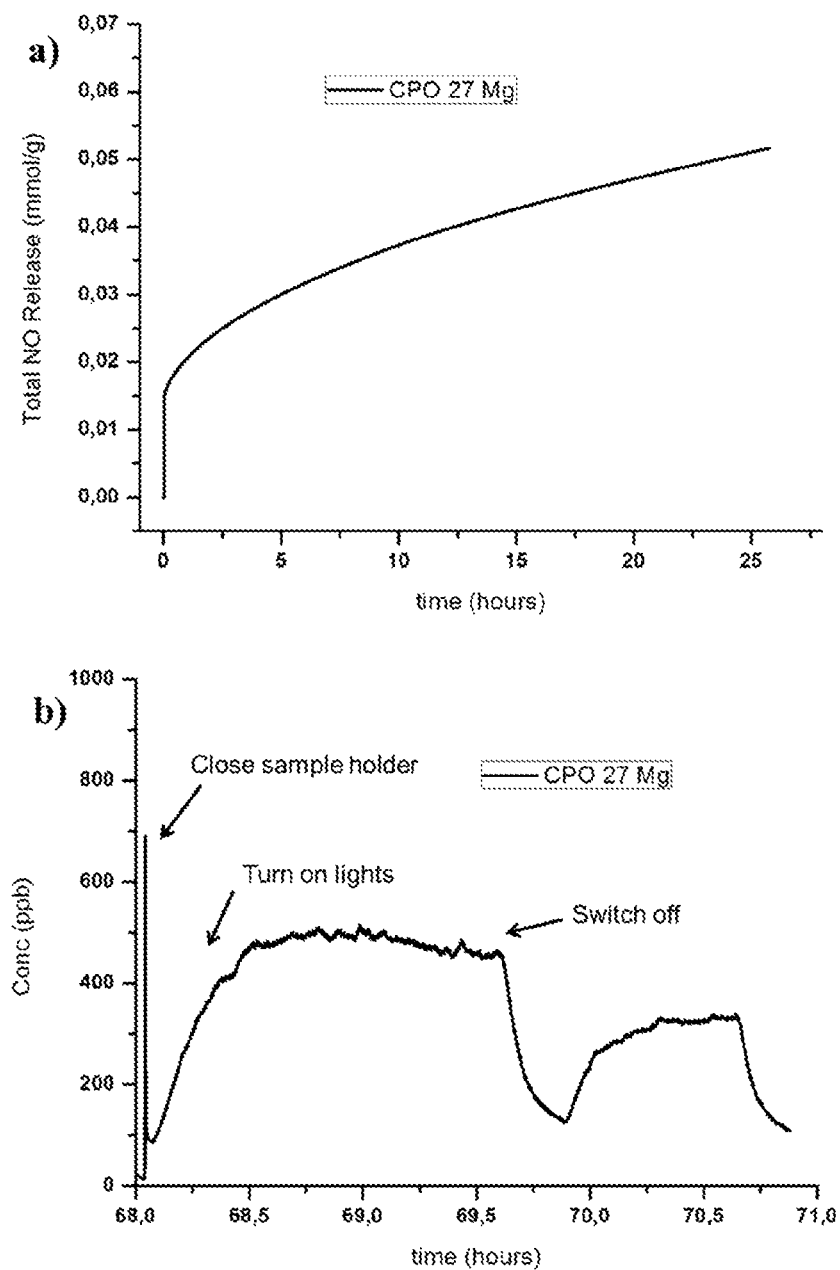 a)
Total NO Release (mmol/g)
0,07
0,06
0,05
0,04
0,03
0,02
0,01
0,00
CPO 27 Mg
0 5 10 15 20 25
time (hours)
b)
Conc (ppb)
1000
800
600
400
200
0
Close sample holder
CPO 27 Mg
Turn on lights
Switch off
68,0 68,5 69,0 69,5 70,0 70,5 71,0
time (hours)